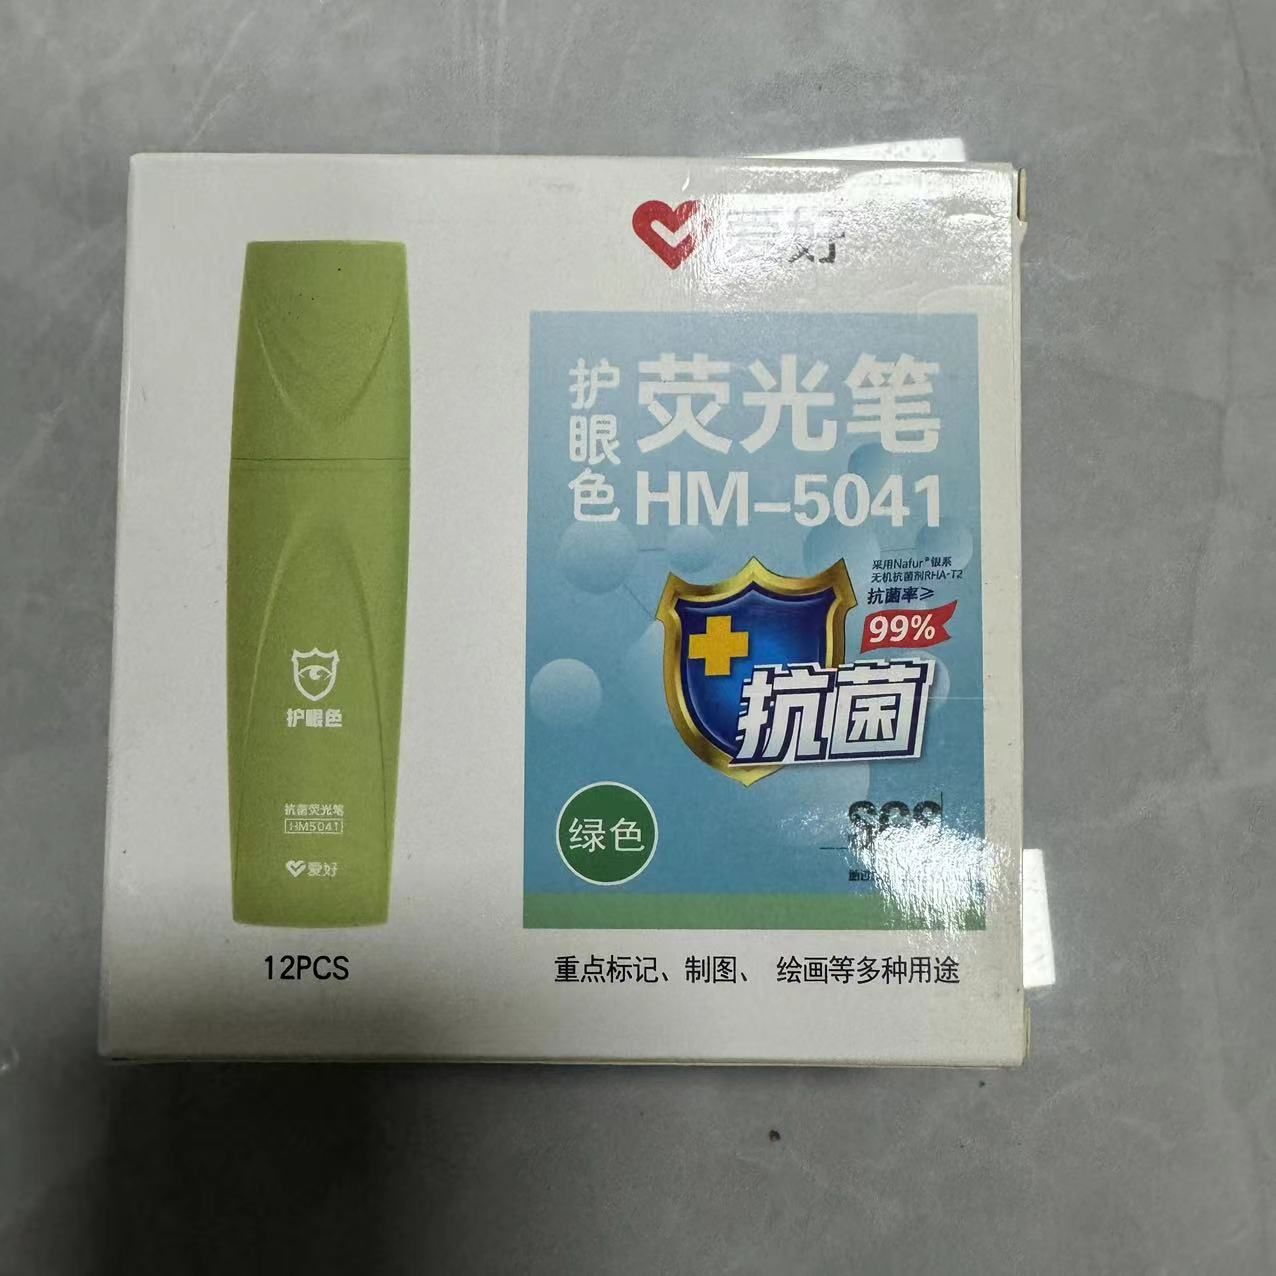 爱好
护眼色
荧光笔
HM-5041
采用Nafur®银系
无机抗菌剂RHA-T2
抗菌率≥
99%
抗菌
护眼色
抗菌荧光笔
HM5041
爱好
绿色
SGS
12PCS
重点标记、制图、 绘画等多种用途